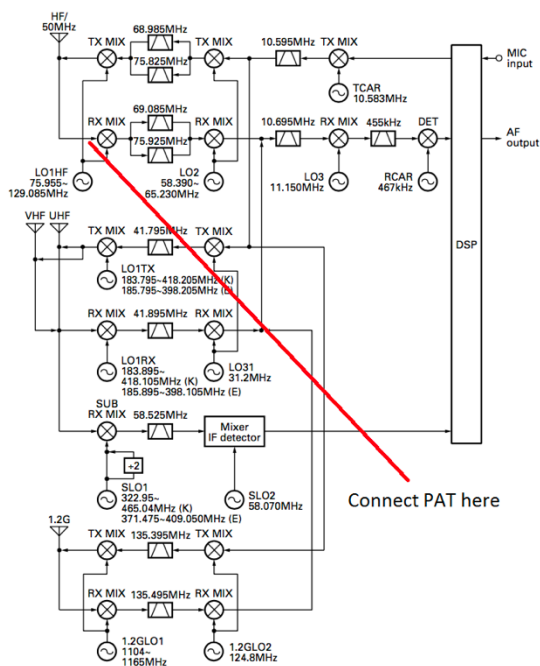 HF/
50MHz
68.985MHz
TX MIX
TX MIX
10.595MHz
TX MIX
MIC
input
75.825MHz
TCAR
10.583MHz
69.085MHz
RX MIX
RX MIX
10.695MHz
RX MIX
455kHz
DET
AF
output
75.925MHz
LO1HF
75.955~
129.085MHz
LO2
58.390~
65.230MHz
LO3
11.150MHz
RCAR
467kHz
VHF
UHF
DSP
TX MIX
41.795MHz
TX MIX
LO1TX
183.795~418.205MHz (K)
185.795~398.205MHz (E)
RX MIX
41.895MHz
RX MIX
LO1RX
183.895~
418.105MHz (K)
185.895~398.105MHz (E)
LO31
31.2MHz
SUB
RX MIX
58.525MHz
Mixer
IF detector
÷2
SLO1
322.95~
465.04MHz (K)
371.475~409.050MHz (E)
SLO2
58.070MHz
Connect PAT here
1.2G
TX MIX
135.395MHz
TX MIX
RX MIX
135.495MHz
RX MIX
1.2GLO1
1104~
1165MHz
1.2GLO2
124.8MHz